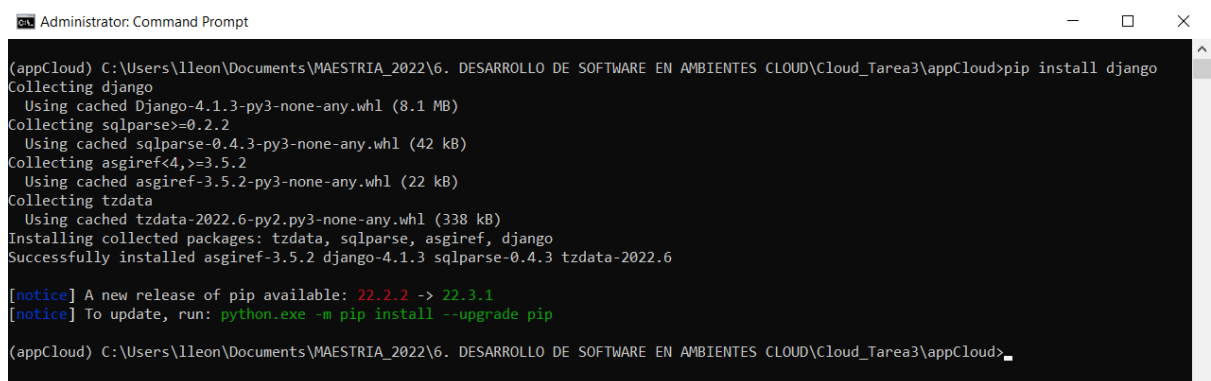 Administrator: Command Prompt
(appCloud) C:\Users\lleon\Documents\MAESTRIA_2022\6. DESARROLLO DE SOFTWARE EN AMBIENTES CLOUD\Cloud_Tarea3\appCloud>pip install django
Collecting django
  Using cached Django-4.1.3-py3-none-any.whl (8.1 MB)
Collecting sqlparse>=0.2.2
  Using cached sqlparse-0.4.3-py3-none-any.whl (42 kB)
Collecting asgiref<4,>=3.5.2
  Using cached asgiref-3.5.2-py3-none-any.whl (22 kB)
Collecting tzdata
  Using cached tzdata-2022.6-py2.py3-none-any.whl (338 kB)
Installing collected packages: tzdata, sqlparse, asgiref, django
Successfully installed asgiref-3.5.2 django-4.1.3 sqlparse-0.4.3 tzdata-2022.6
[notice] A new release of pip available: 22.2.2 -> 22.3.1
[notice] To update, run: python.exe -m pip install --upgrade pip
(appCloud) C:\Users\lleon\Documents\MAESTRIA_2022\6. DESARROLLO DE SOFTWARE EN AMBIENTES CLOUD\Cloud_Tarea3\appCloud>